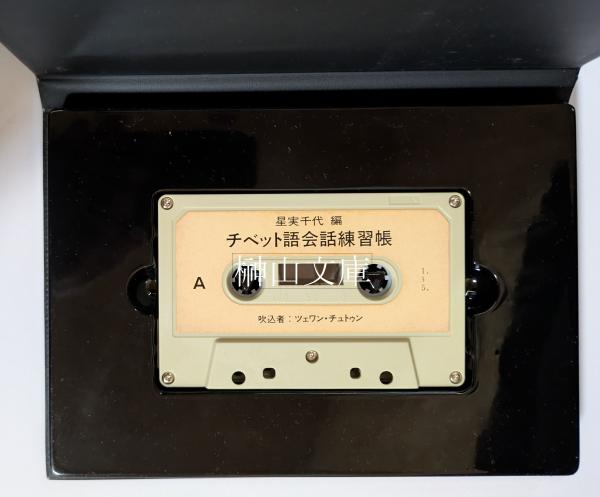 星実千代 編
チベット語会話練習帳
榊山文庫
A
1.
5.
吹込者：ツェワン・チュトゥン